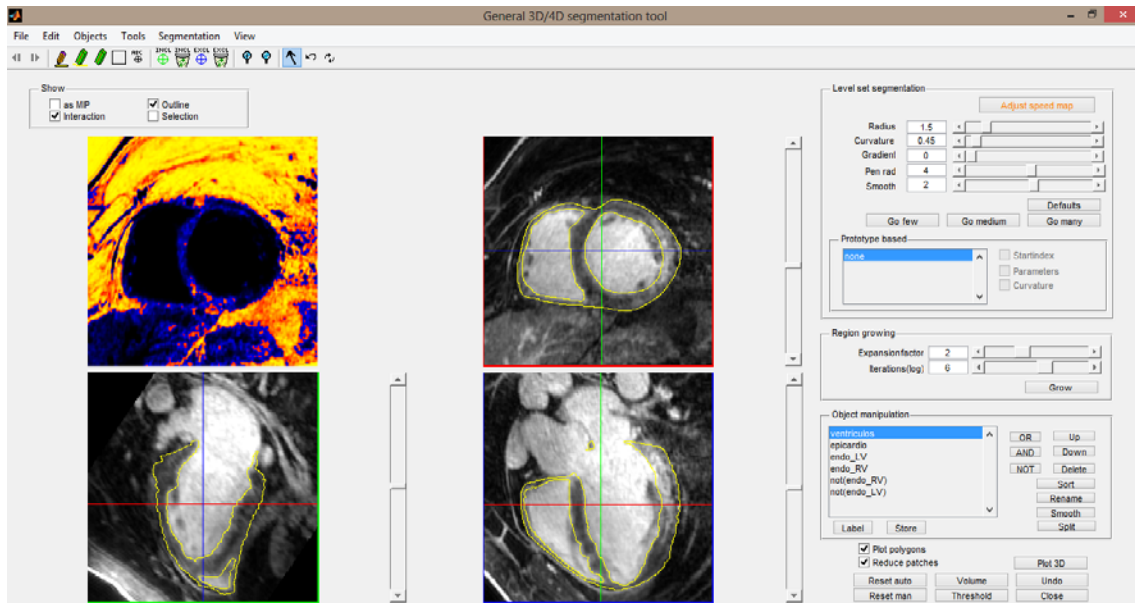 General 3D/4D segmentation tool
File Edit Objects Tools Segmentation View
INCL INCL EXCL EXCL
Show
as MIP Outline
Interaction Selection
Level set segmentation
Adjust speed map
Radius 1.5
Curvature 0.45
Gradient 0
Pen rad 4
Smooth 2
Defaults
Go few Go medium Go many
Prototype based
none
Startindex
Parameters
Curvature
Region growing
Expansionfactor 2
Iterations(log) 6
Grow
Object manipulation
ventriculos
epicardio
endo_LV
endo_RV
not(endo_RV)
not(endo_LV)
OR Up
AND Down
NOT Delete
Sort
Rename
Smooth
Split
Label Store
Plot polygons
Reduce patches Plot 3D
Reset auto Volume Undo
Reset man Threshold Close